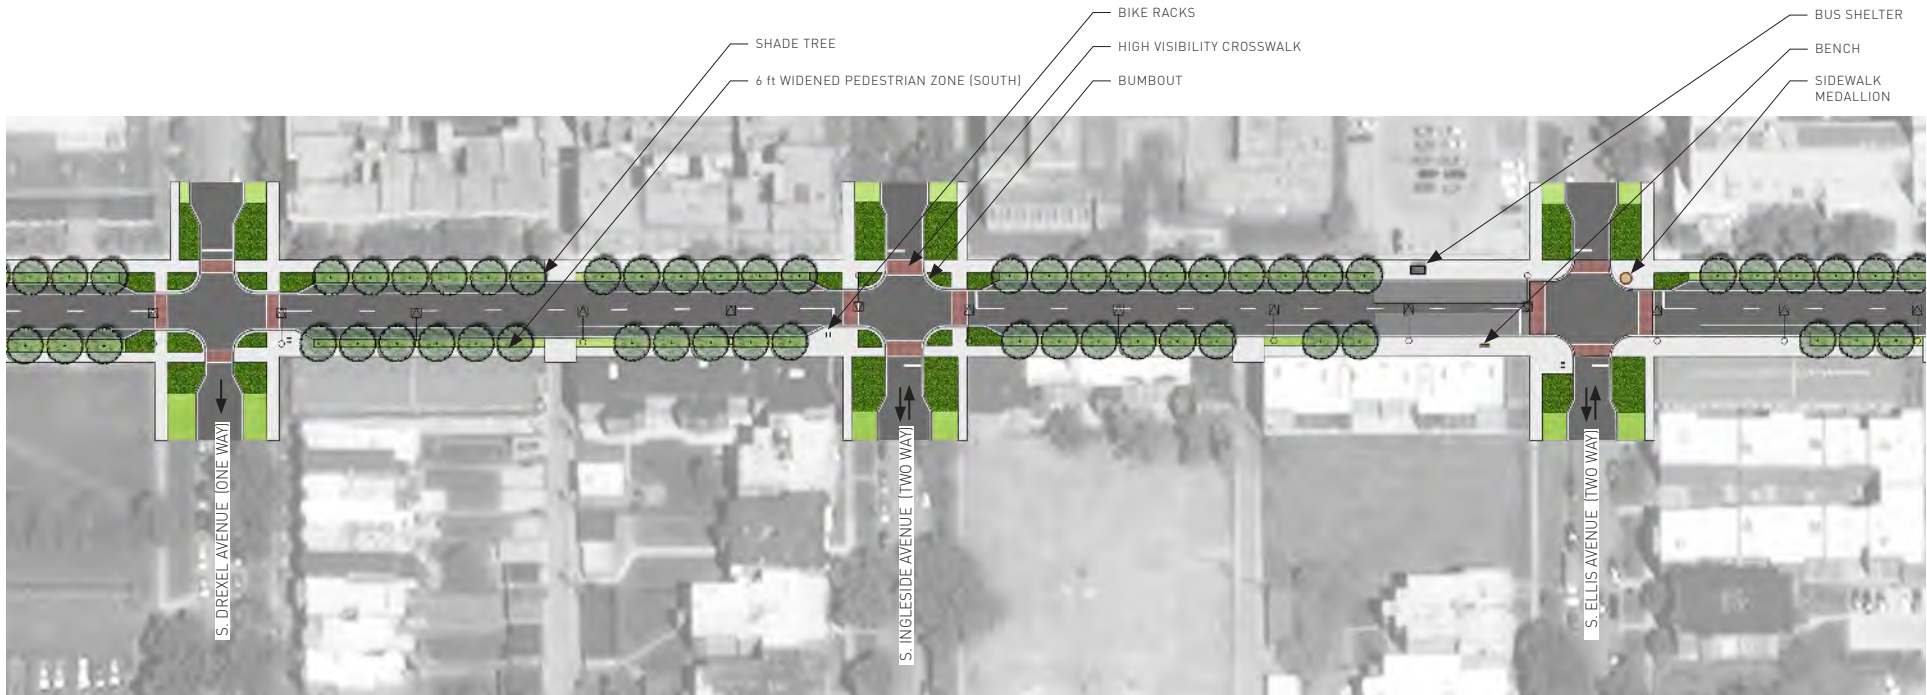 BIKE RACKS
BUS SHELTER
SHADE TREE
HIGH VISIBILITY CROSSWALK
BENCH
6 ft WIDENED PEDESTRIAN ZONE (SOUTH)
BUMBOUT
SIDEWALK
MEDALLION
S. DREXEL AVENUE (ONE WAY)
S. INGLESIDE AVENUE (TWO WAY)
S. ELLIS AVENUE (TWO WAY)